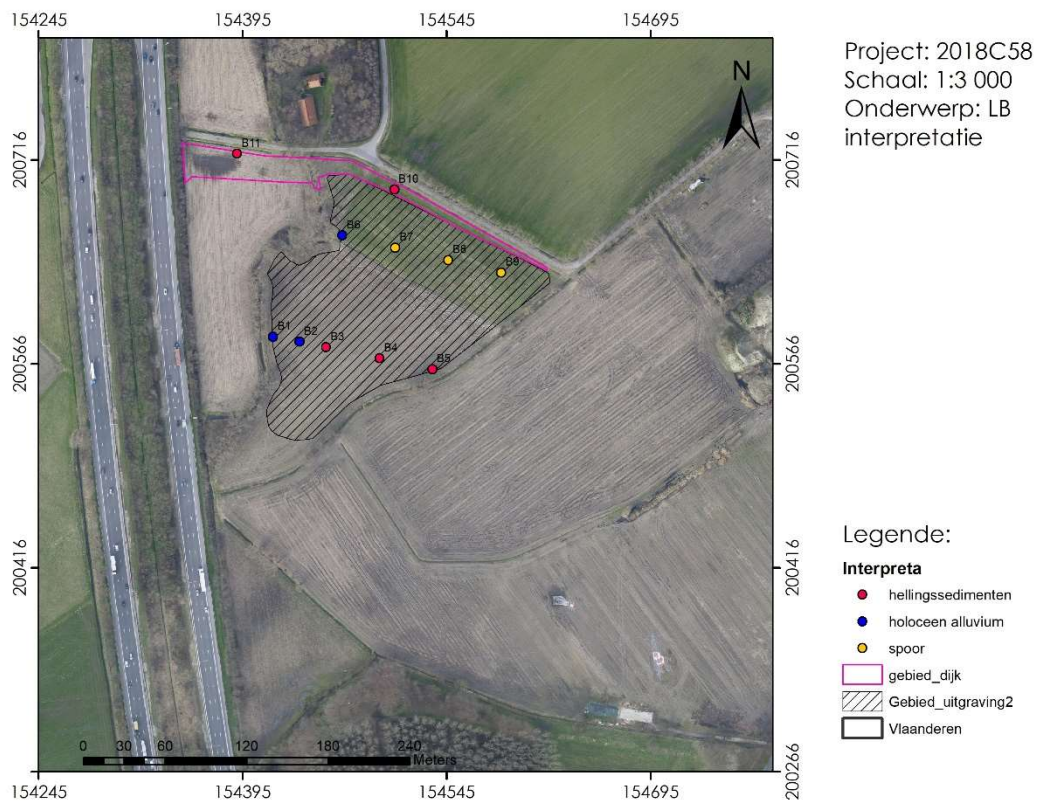 154245
154395
154545
154695
Project: 2018C58
Schaal: 1:3 000
Onderwerp: LB
interpretatie
N
200716
200716
B11
B10
B6
B7
B8
B9
B1
B2
B3
B4
B5
200566
200566
200416
200416
Legende:
Interpreta
hellingssedimenten
holoceen alluvium
spoor
gebied_dijk
Gebied_uitgraving2
Vlaanderen
0 30 60 120 180 240
Meters
200266
154245
154395
154545
154695